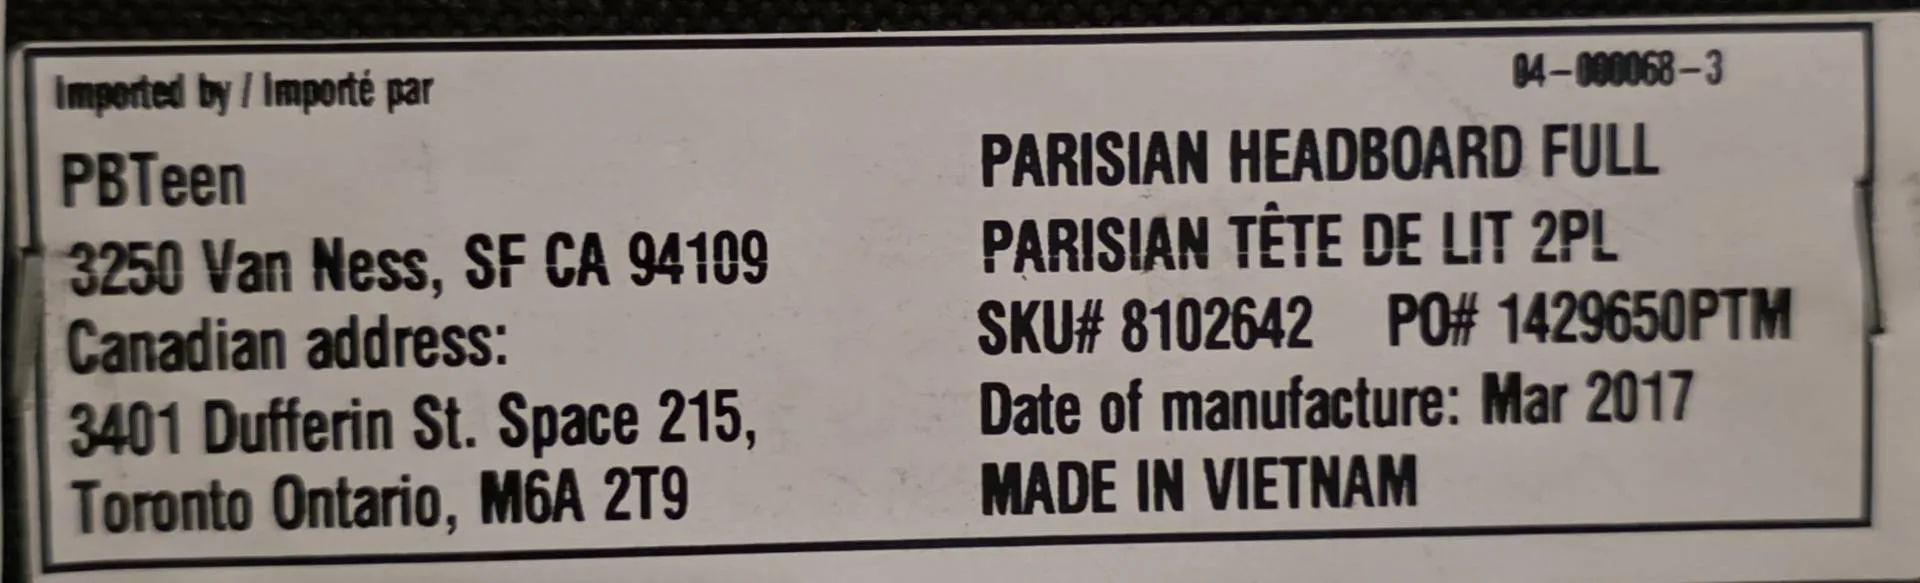 Imported by / Importé par
PBTeen
3250 Van Ness, SF CA 94109
Canadian address:
3401 Dufferin St. Space 215,
Toronto Ontario, M6A 2T9
04-000068-3
PARISIAN HEADBOARD FULL
PARISIAN TÊTE DE LIT 2PL
SKU# 8102642 PO# 1429650PTM
Date of manufacture: Mar 2017
MADE IN VIETNAM